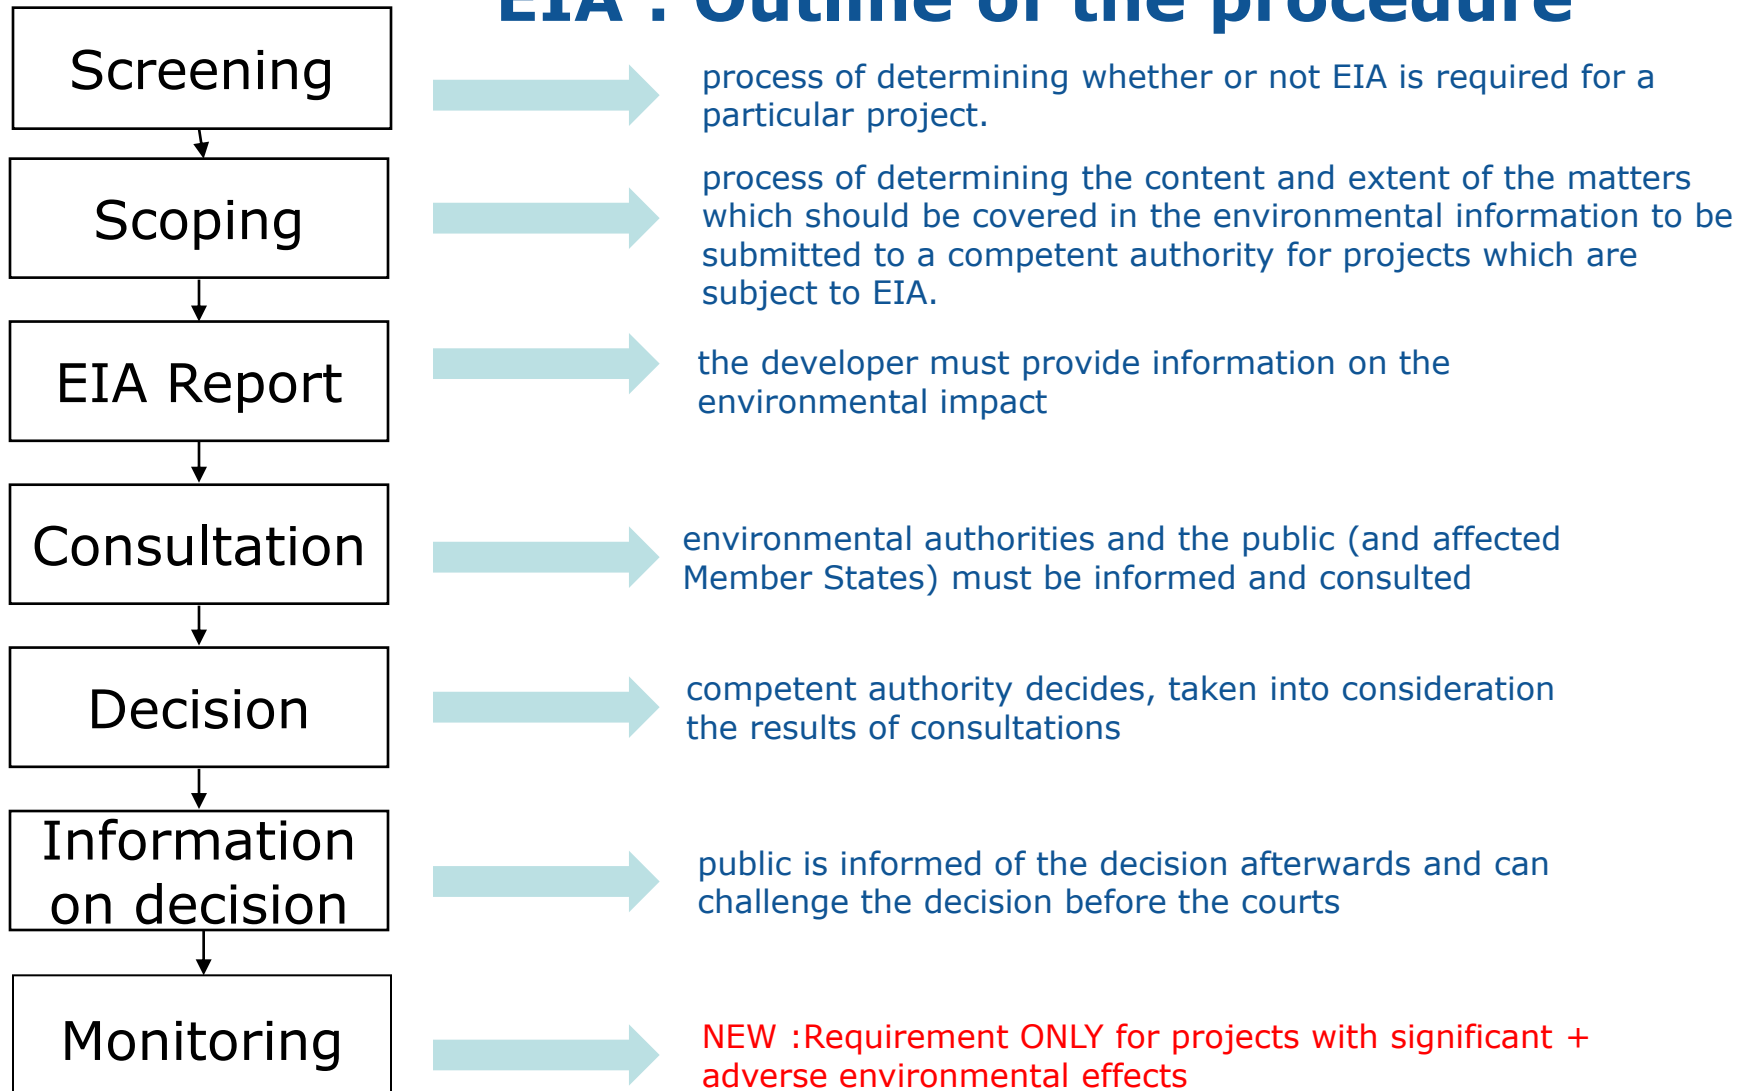 EIA : Outline of the procedure
Screening
process of determining whether or not EIA is required for a
particular project.
Scoping
process of determining the content and extent of the matters
which should be covered in the environmental information to be
submitted to a competent authority for projects which are
subject to EIA.
EIA Report
the developer must provide information on the
environmental impact
Consultation
environmental authorities and the public (and affected
Member States) must be informed and consulted
Decision
competent authority decides, taken into consideration
the results of consultations
Information
on decision
public is informed of the decision afterwards and can
challenge the decision before the courts
Monitoring
NEW :Requirement ONLY for projects with significant +
adverse environmental effects